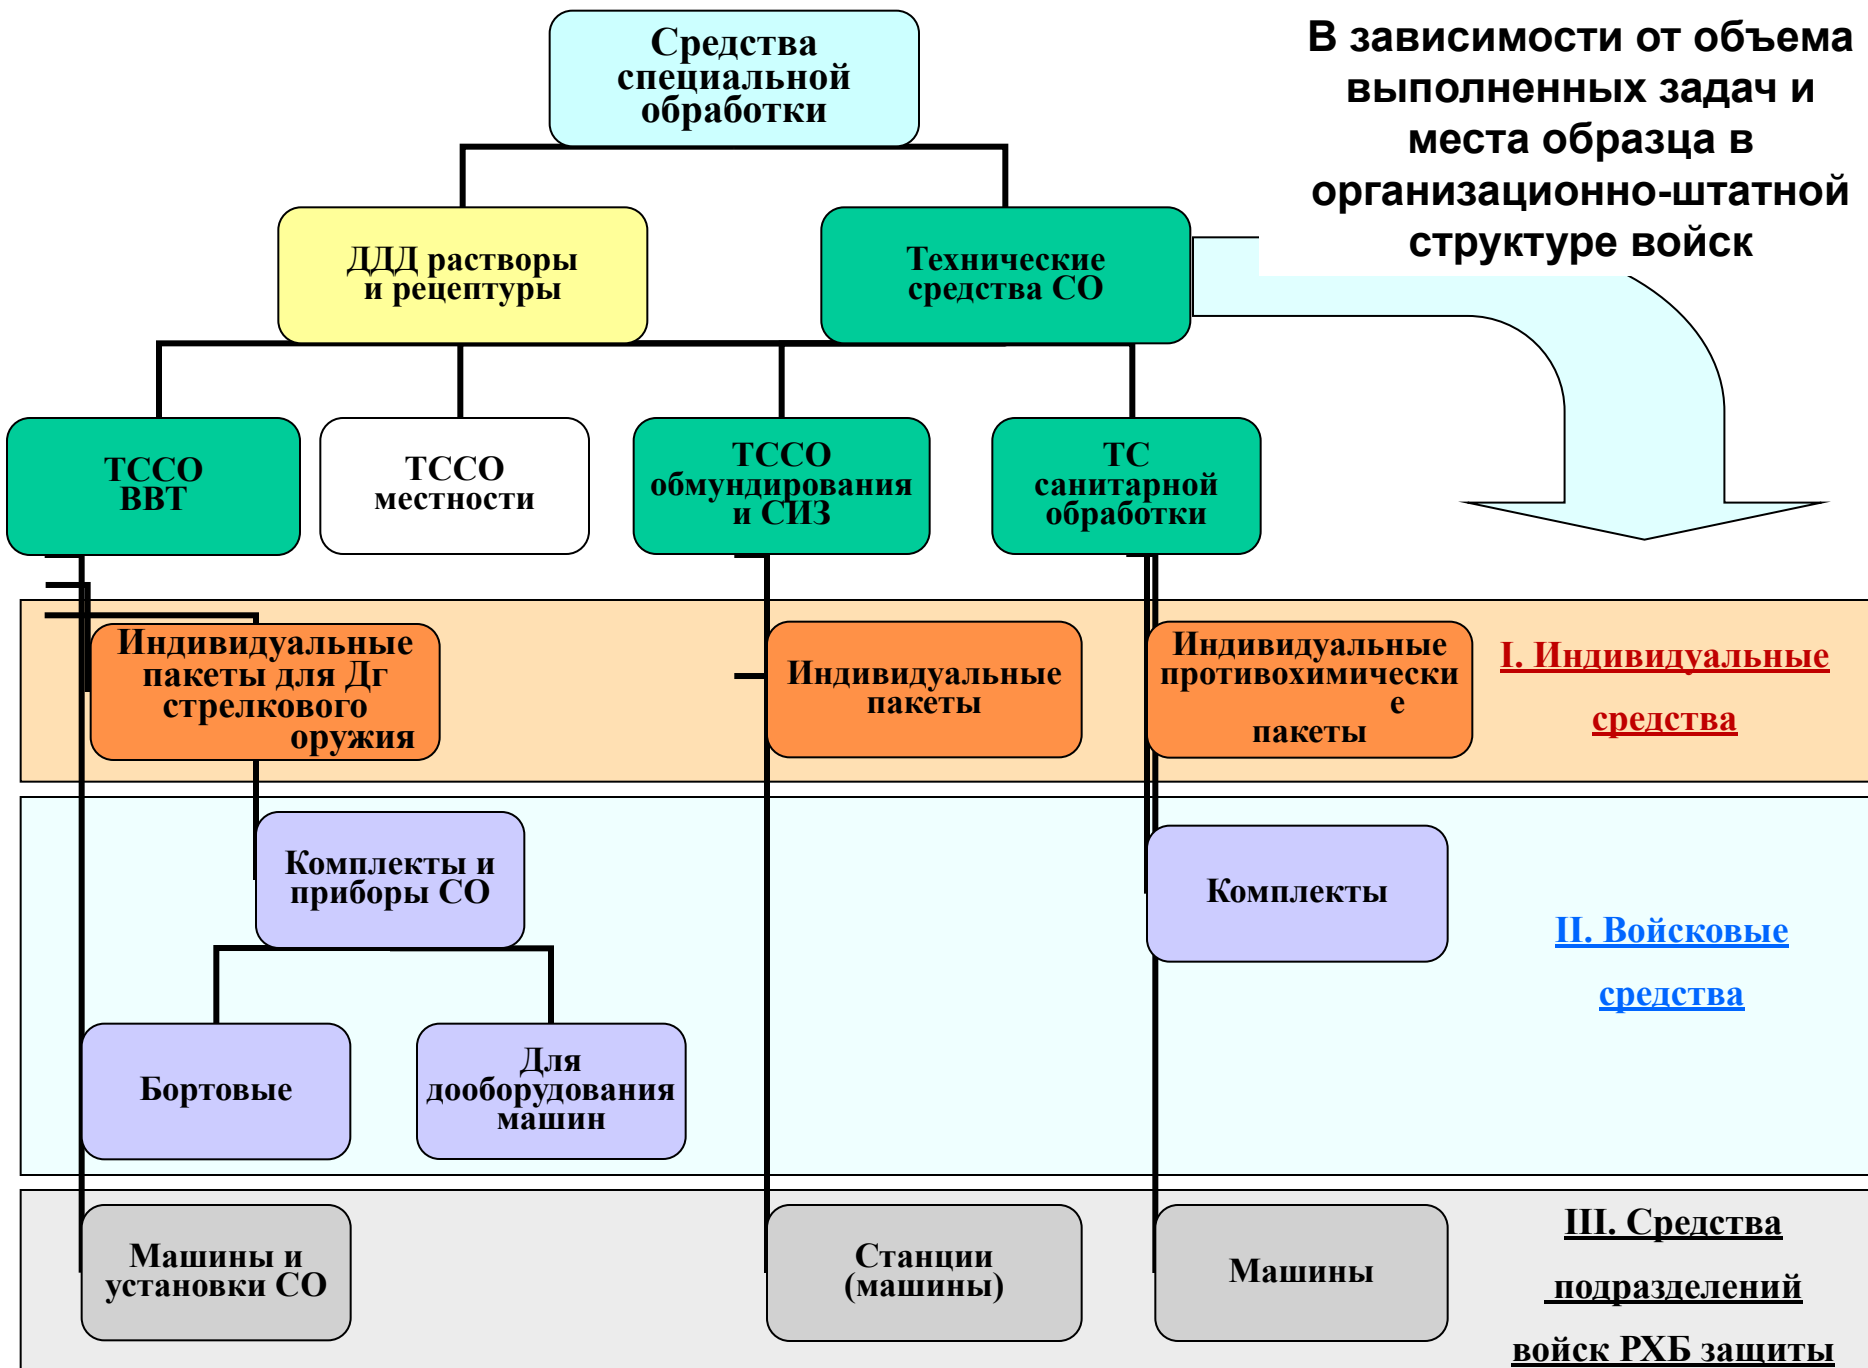 Средства
специальной
обработки
В зависимости от объема
выполненных задач и
места образца в
организационно-штатной
структуре войск
ДДД растворы
и рецептуры
Технические
средства СО
ТССО
ВВТ
ТССО
местности
ТССО
обмундирования
и СИЗ
ТС
санитарной
обработки
Индивидуальные
пакеты для Дг
стрелкового
оружия
Индивидуальные
пакеты
Индивидуальные
противохимически
е
пакеты
I. Индивидуальные
средства
Комплекты и
приборы СО
Комплекты
II. Войсковые
средства
Бортовые
Для
дооборудования
машин
Машины и
установки СО
Станции
(машины)
Машины
III. Средства
подразделений
войск РХБ защиты